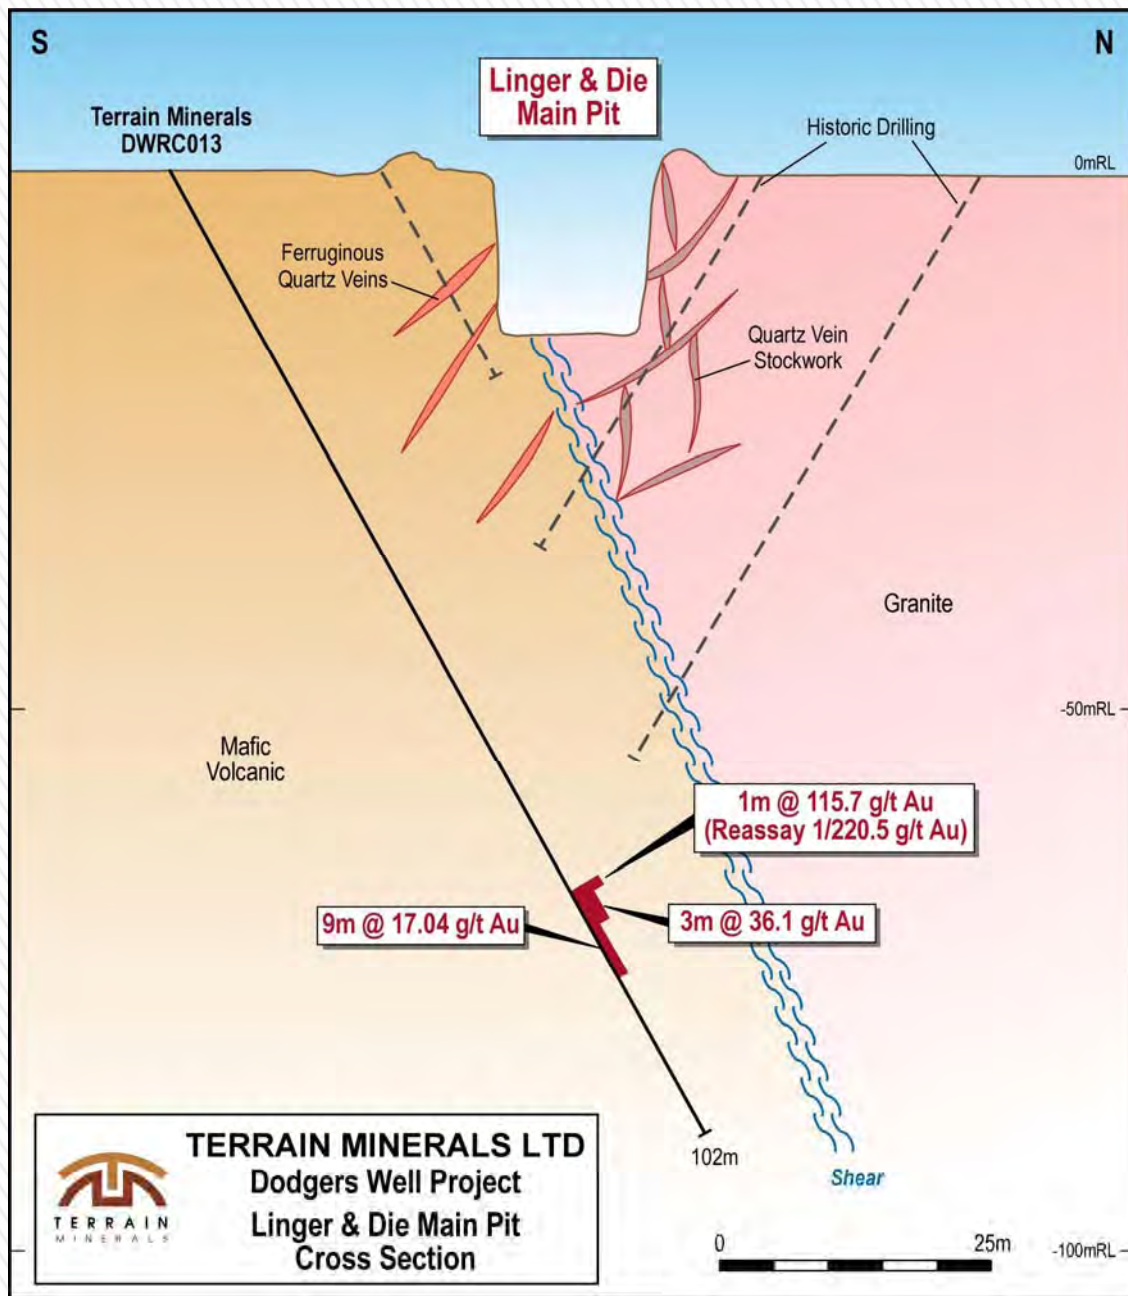 S
N
Linger & Die
Main Pit
Terrain Minerals
DWRC013
Historic Drilling
0mRL
Ferruginous
Quartz Veins
Quartz Vein
Stockwork
Granite
-50mRL
Mafic
Volcanic
1m @ 115.7 g/t Au
(Reassay 1/220.5 g/t Au)
9m @ 17.04 g/t Au
3m @ 36.1 g/t Au
102m
Shear
TERRAIN MINERALS LTD
Dodgers Well Project
Linger & Die Main Pit
Cross Section
TERRAIN
MINERALS
0
25m
-100mRL